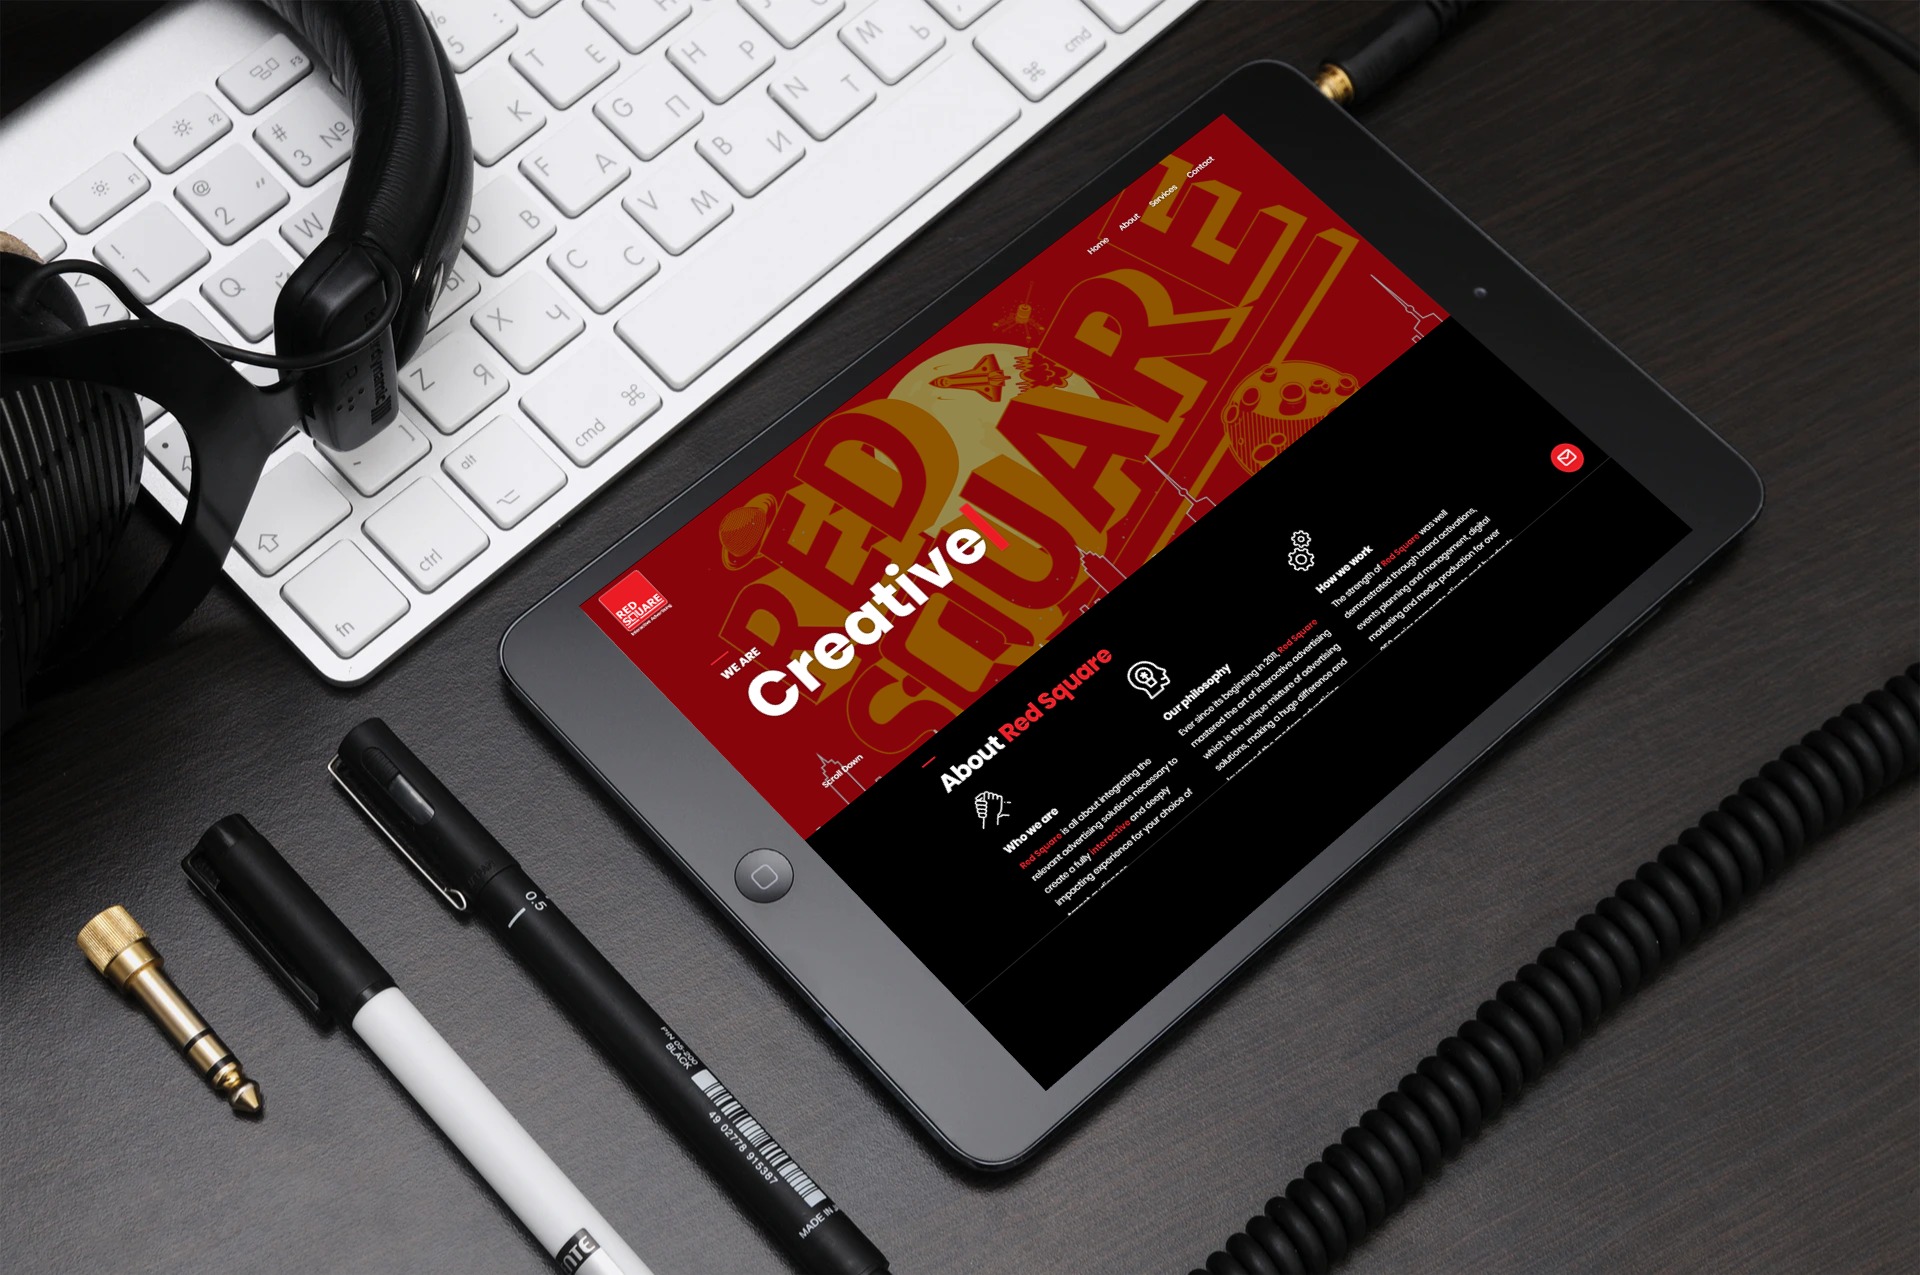 Home About Services Contact
RED
SQUARE
RED
SQUARE
Interactive Advertising
WE ARE
Creative
Scroll Down
About Red Square
Who we are
Red Square is all about integrating the
relevant advertising solutions necessary to
create a fully interactive and deeply
impacting experience for your choice of
Our philosophy
Ever since its beginning in 2011, Red Square
mastered the art of interactive advertising
which is the unique mixture of advertising
solutions, making a huge difference and
How we work
The strength of Red Square was well
demonstrated through brand activations,
events planning and management, digital
marketing and media production for over
% : 5
T E
H P
M Ь
cmd
F3
F2
F1
# 3 №
@ 2 "
! 1
K
G П
N T
W
F А
B И
Q
D В
V М
Ы
C С
X Ч
Z Я
cmd
alt
ctrl
fn
0.5
PIN 05-200
BLACK
49 02778 915387
MADE IN